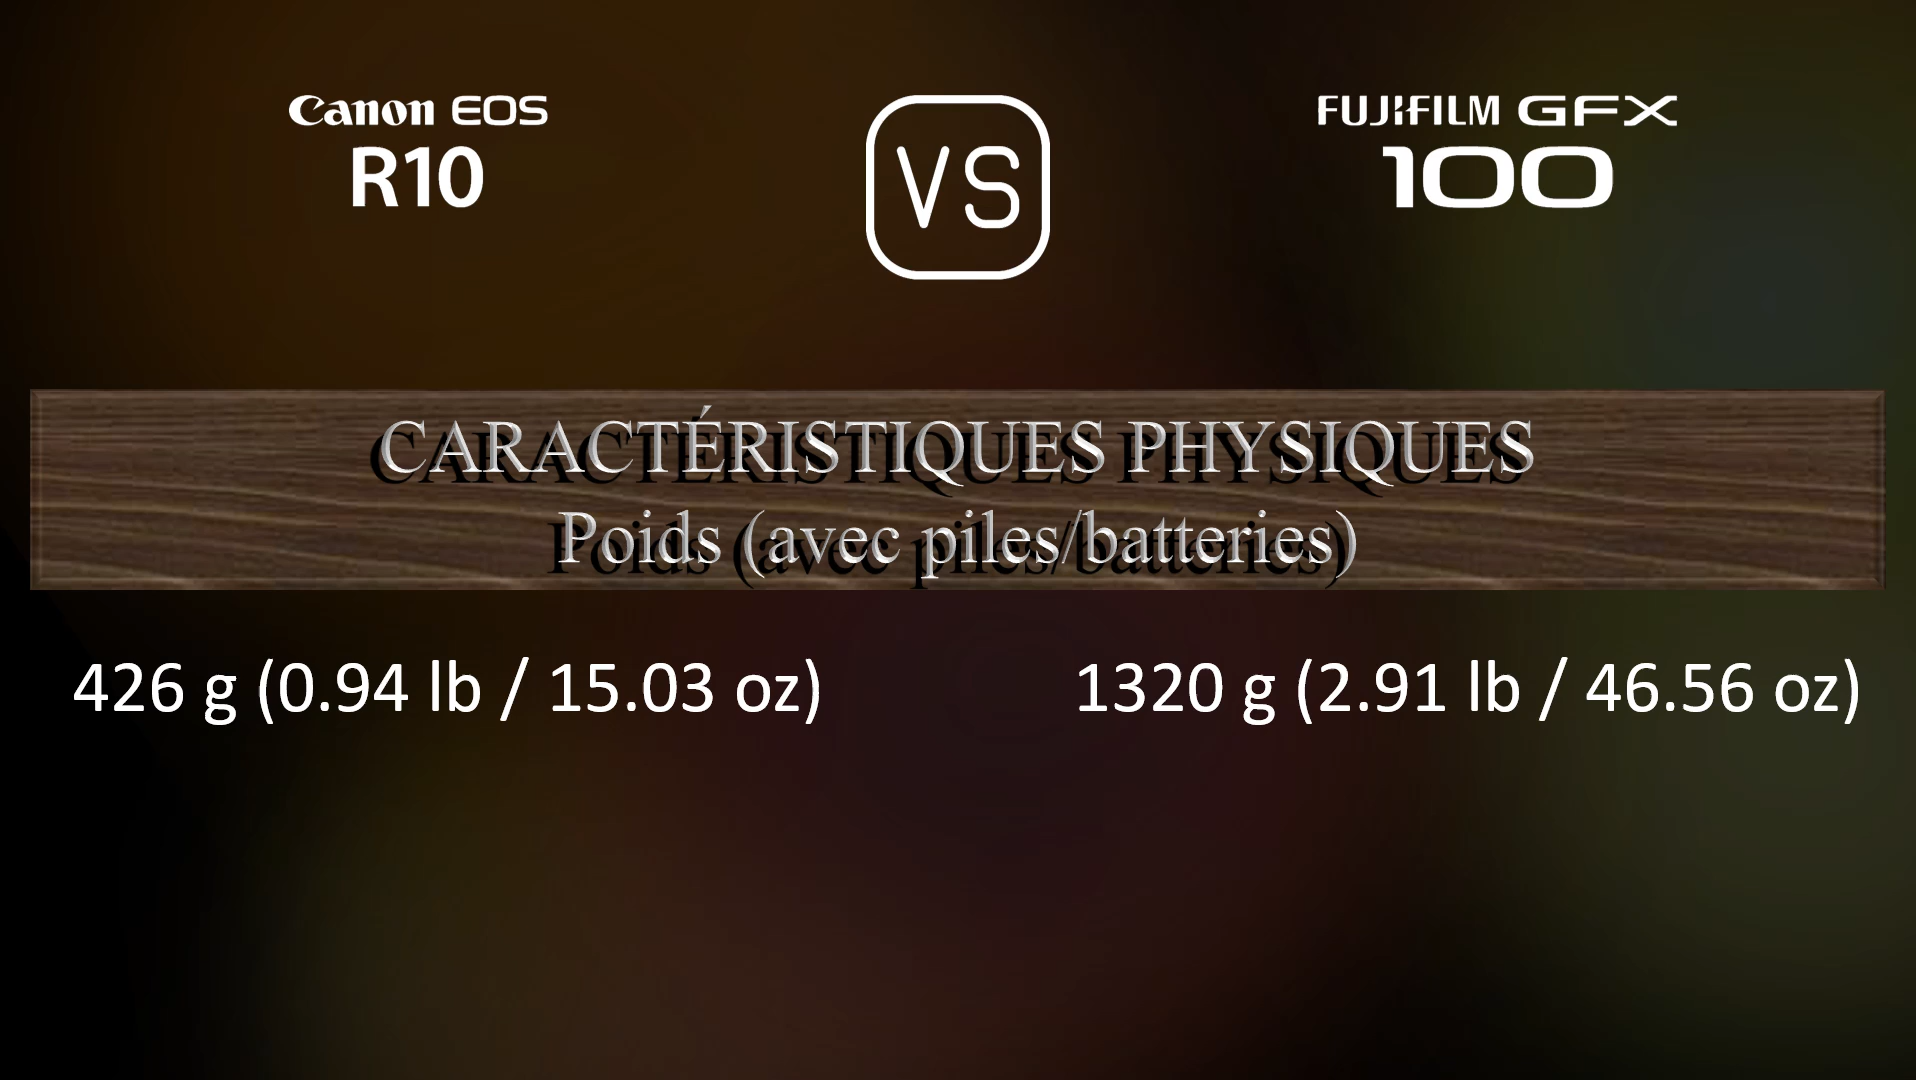 Canon EOS
R10
VS
FUJIFILM GFX
100
CARACTÉRISTIQUES PHYSIQUES
Poids (avec piles/batteries)
426 g (0.94 lb / 15.03 oz)
1320 g (2.91 lb / 46.56 oz)